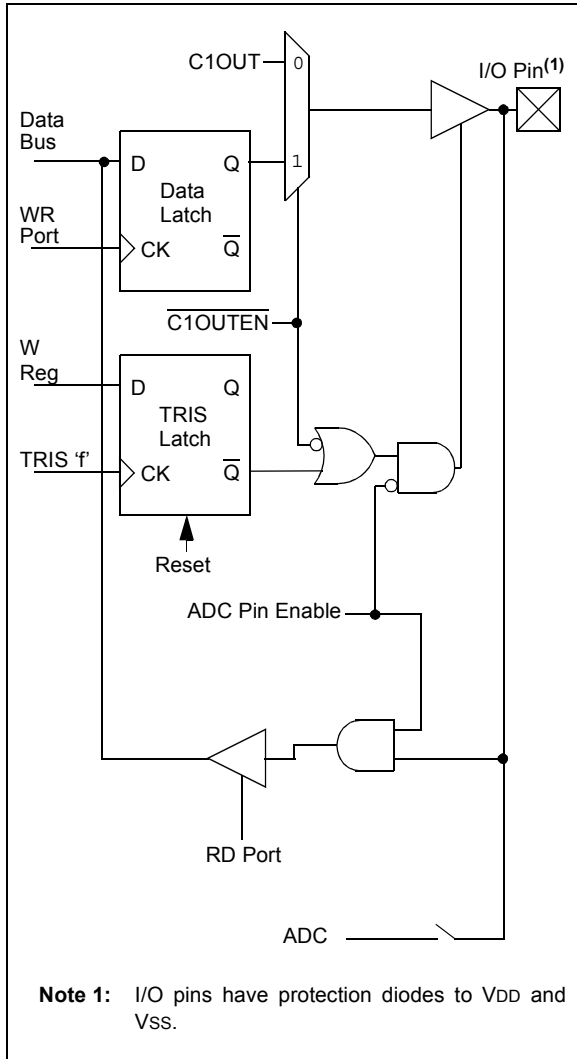 C1OUT
0
I/O Pin(1)
Data
Bus
D
Q
1
Data
Latch
WR
Port
CK
Q̅
C1OUTEN
W
Reg
D
Q
TRIS
Latch
TRIS 'f'
CK
Q̅
Reset
ADC Pin Enable
RD Port
ADC
Note 1: I/O pins have protection diodes to VDD and
VSS.